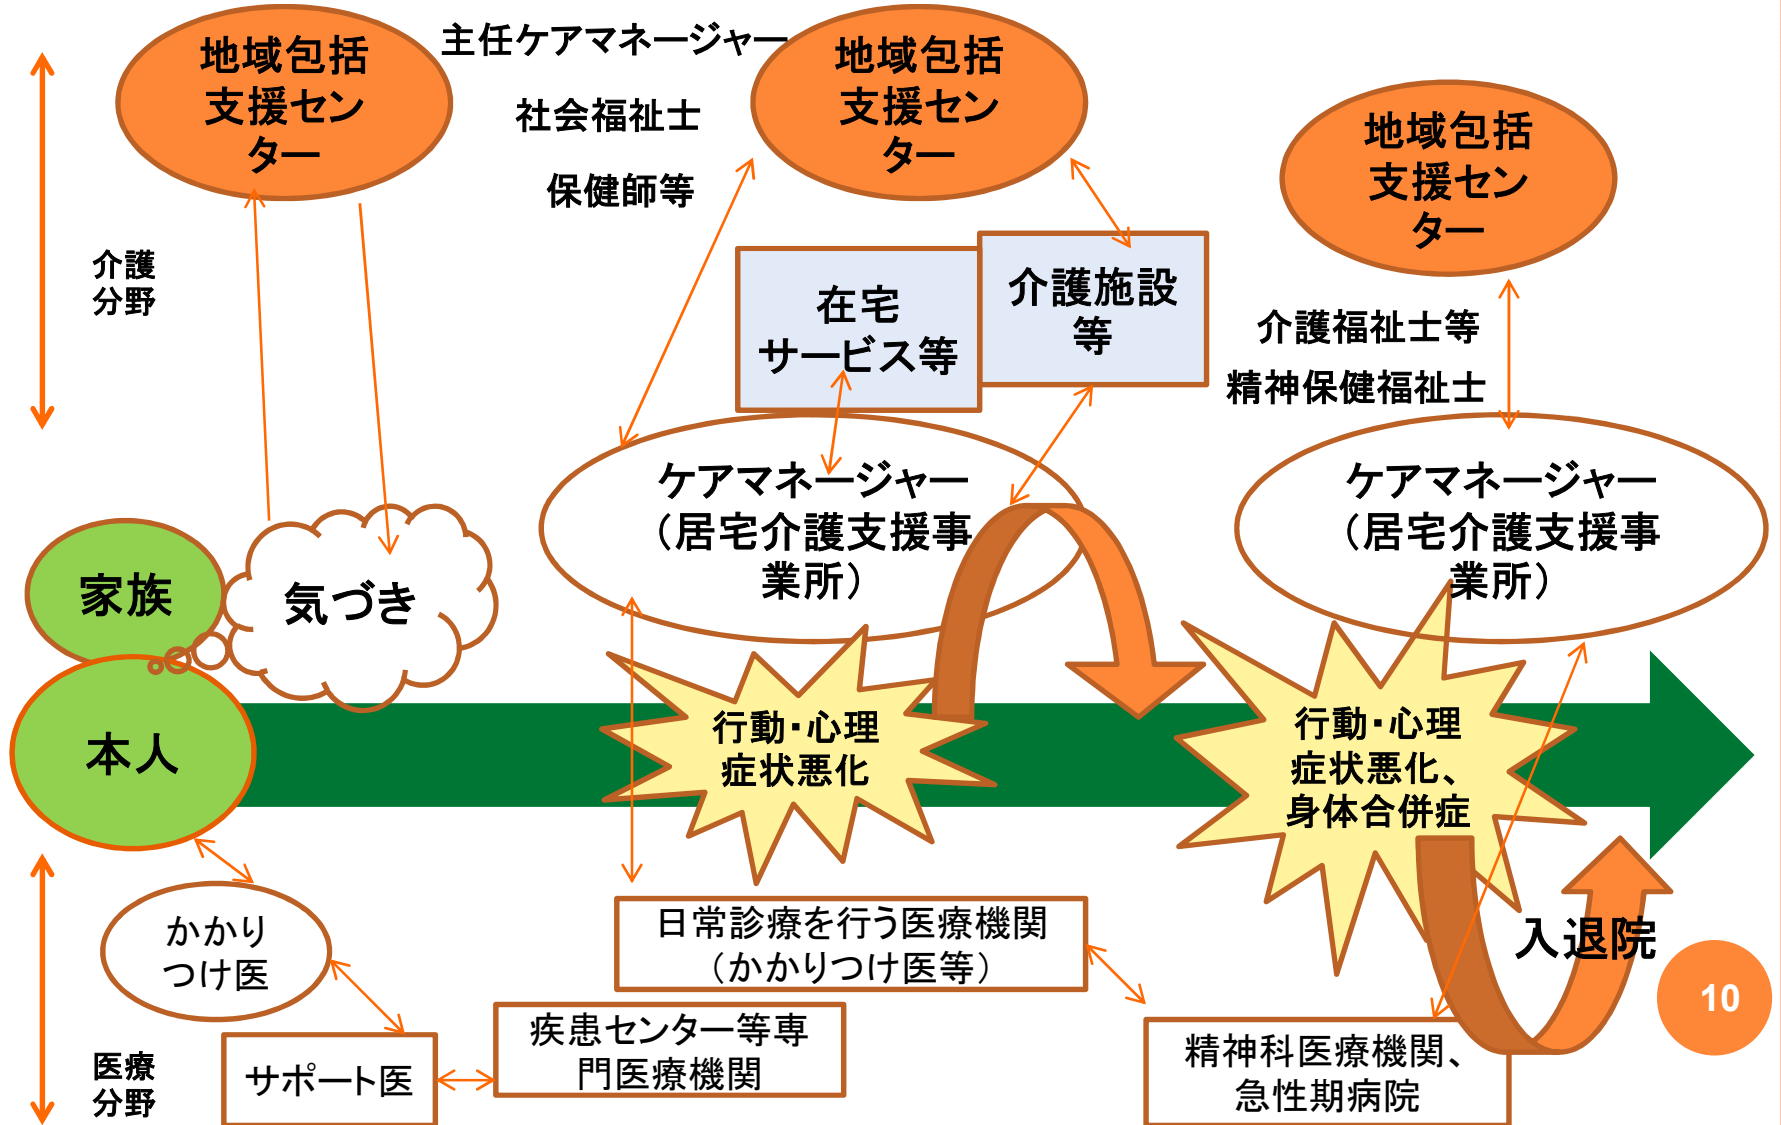 地域包括
支援セン
ター
主任ケアマネージャー
社会福祉士
保健師等
地域包括
支援セン
ター
地域包括
支援セン
ター
介護
分野
在宅
サービス等
介護施設
等
介護福祉士等
精神保健福祉士
ケアマネージャー
（居宅介護支援事
業所）
ケアマネージャー
（居宅介護支援事
業所）
家族
気づき
本人
行動・心理
症状悪化
行動・心理
症状悪化、
身体合併症
かかり
つけ医
日常診療を行う医療機関
（かかりつけ医等）
入退院
医療
分野
サポート医
疾患センター等専
門医療機関
精神科医療機関、
急性期病院
10